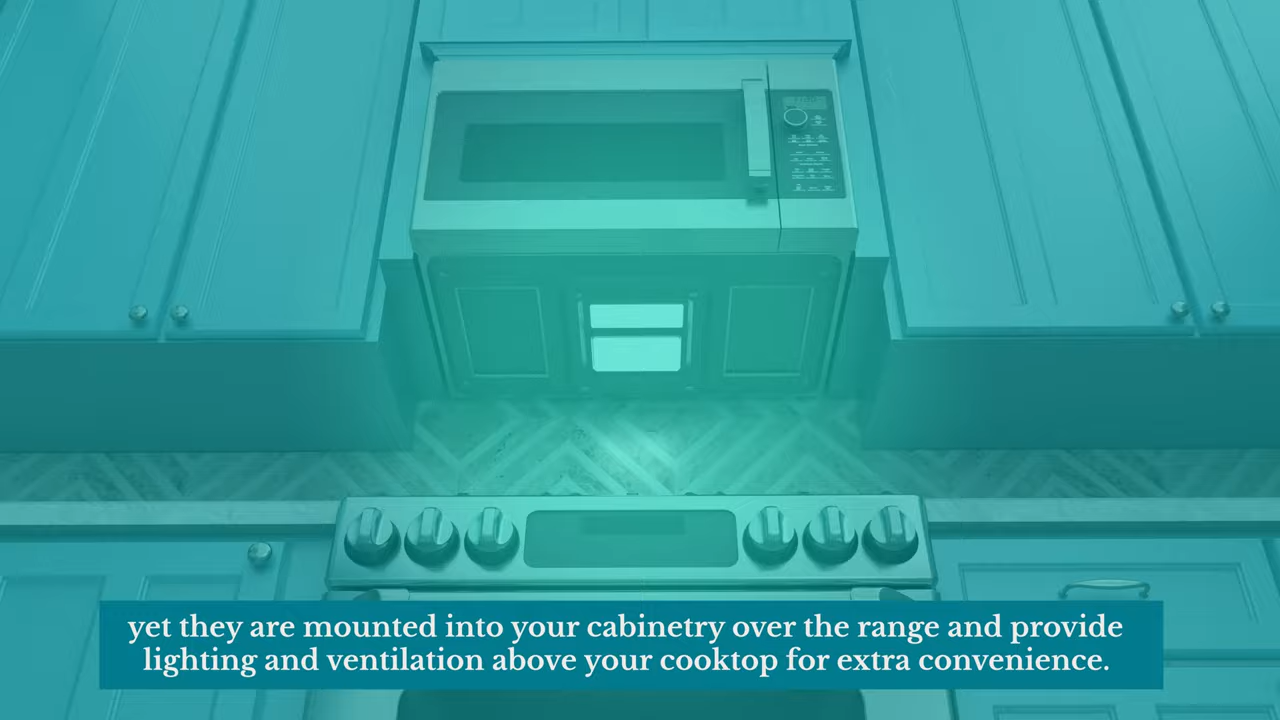 yet they are mounted into your cabinetry over the range and provide
lighting and ventilation above your cooktop for extra convenience.